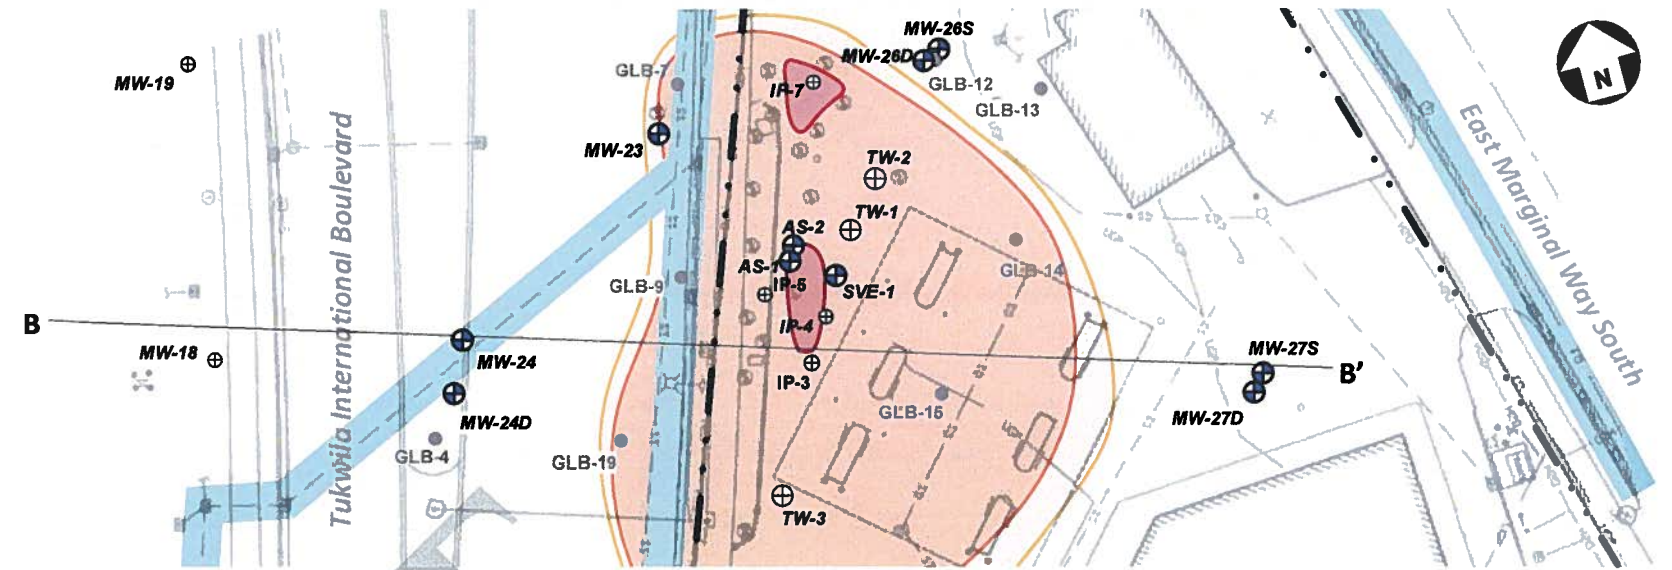 MW-26S
MW-26D
MW-19
GLB-7
IP-7
GLB-12
GLB-13
N
MW-23
TW-2
TW-1
AS-2
AS-1
IP-5
SVE-1
GLB-14
GLB-9
IP-4
Tukwila International Boulevard
East Marginal Way South
B
MW-18
MW-24
MW-24D
IP-3
MW-27S
B'
MW-27D
GLB-15
GLB-4
GLB-19
TW-3